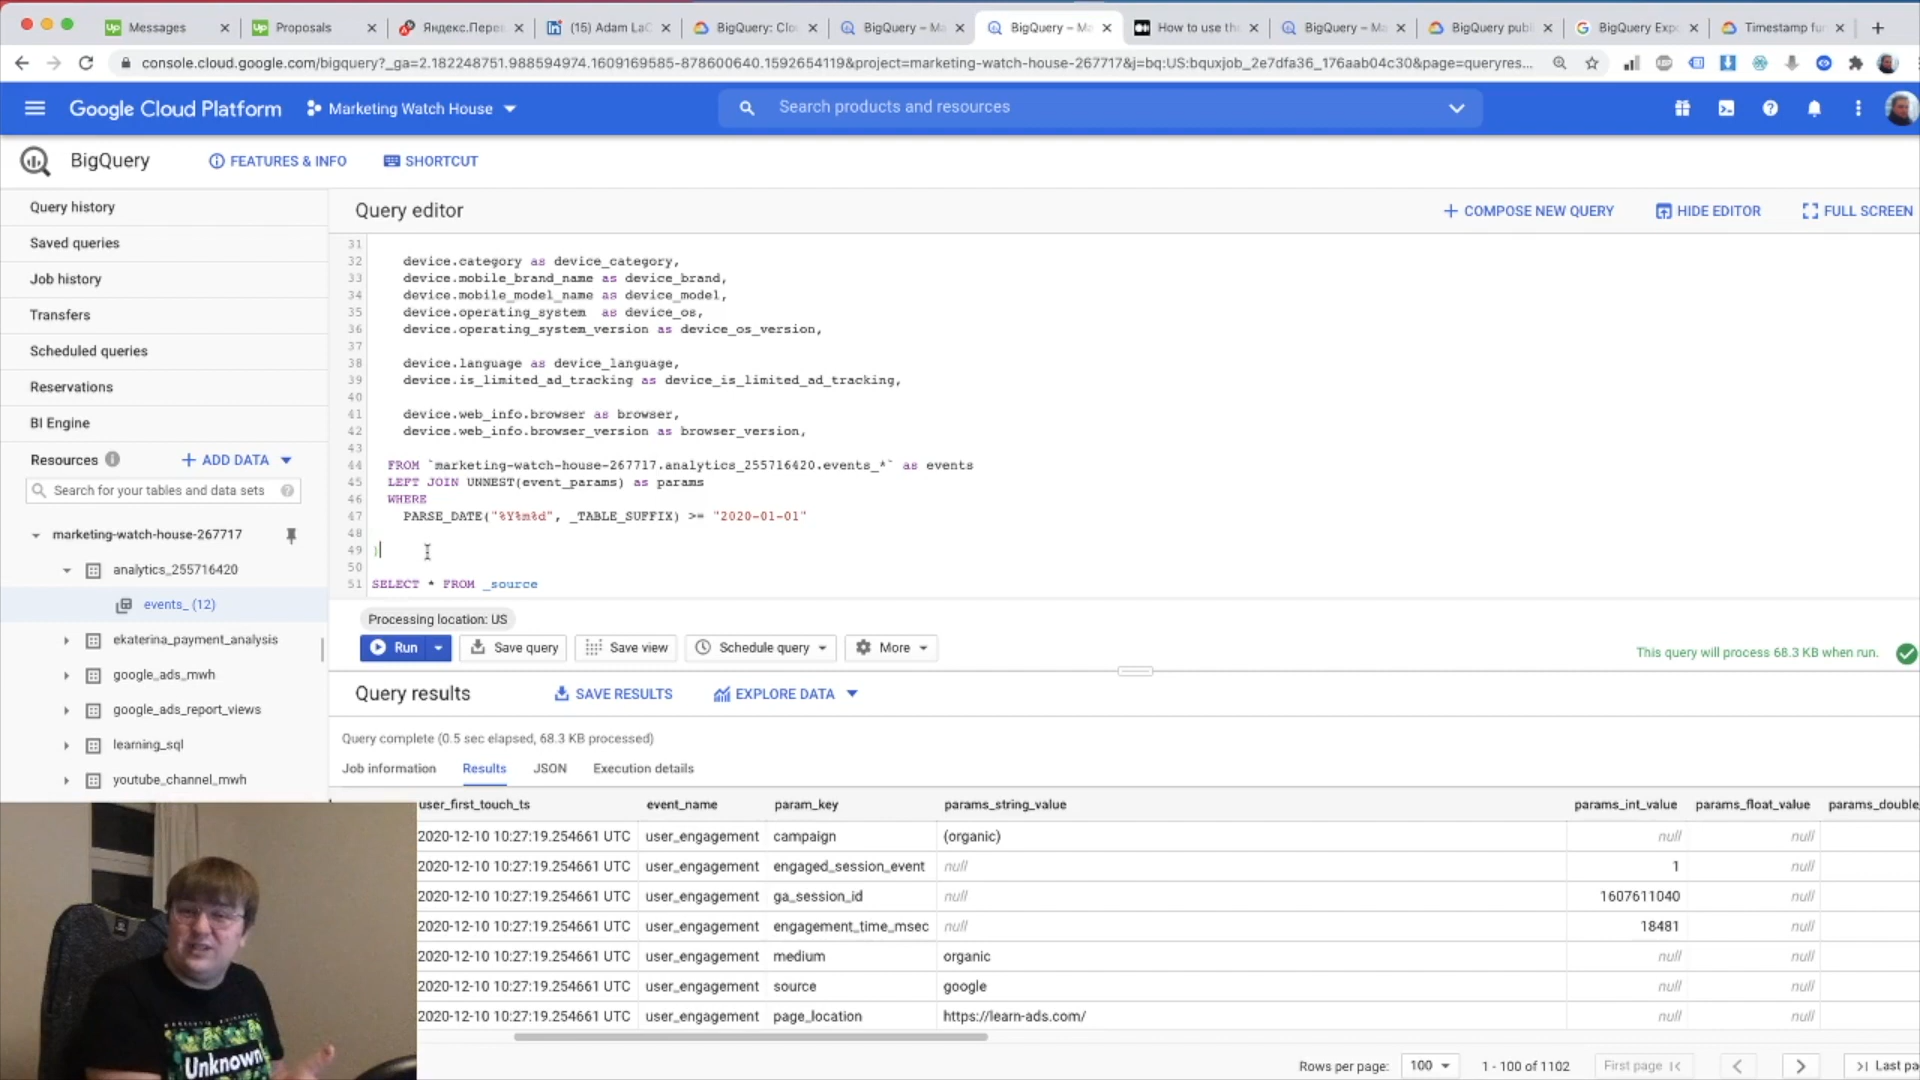 Messages
Proposals
Яндекс.Пере
(15) Adam LaC
BigQuery: Clo
BigQuery – Ma
BigQuery – Ma
How to use the
BigQuery – Ma
BigQuery publ
BigQuery Expo
Timestamp fun
console.cloud.google.com/bigquery?_ga=2.182248751.988594974.1609169585-878600640.1592654119&project=marketing-watch-house-267717&j=bq:US:bquxjob_2e7dfa36_176aab04c30&page=queryres...
Google Cloud Platform
Marketing Watch House
Search products and resources
BigQuery
FEATURES & INFO
SHORTCUT
Query history
Saved queries
Job history
Transfers
Scheduled queries
Reservations
BI Engine
Resources
ADD DATA
Search for your tables and data sets
marketing-watch-house-267717
analytics_255716420
events_ (12)
ekaterina_payment_analysis
google_ads_mwh
google_ads_report_views
learning_sql
youtube_channel_mwh
Query editor
COMPOSE NEW QUERY
HIDE EDITOR
FULL SCREEN
31
32 device.category as device_category,
33 device.mobile_brand_name as device_brand,
34 device.mobile_model_name as device_model,
35 device.operating_system  as device_os,
36 device.operating_system_version as device_os_version,
37
38 device.language as device_language,
39 device.is_limited_ad_tracking as device_is_limited_ad_tracking,
40
41 device.web_info.browser as browser,
42 device.web_info.browser_version as browser_version,
43
44 FROM `marketing-watch-house-267717.analytics_255716420.events_*` as events
45 LEFT JOIN UNNEST(event_params) as params
46 WHERE
47 PARSE_DATE("%Y%m%d", _TABLE_SUFFIX) >= "2020-01-01"
48
49 )
50
51 SELECT * FROM _source
Processing location: US
Run
Save query
Save view
Schedule query
More
This query will process 68.3 KB when run.
Query results
SAVE RESULTS
EXPLORE DATA
Query complete (0.5 sec elapsed, 68.3 KB processed)
Job information
Results
JSON
Execution details
user_first_touch_ts event_name param_key params_string_value params_int_value params_float_value params_double_
2020-12-10 10:27:19.254661 UTC user_engagement campaign (organic) null null
2020-12-10 10:27:19.254661 UTC user_engagement engaged_session_event null 1 null
2020-12-10 10:27:19.254661 UTC user_engagement ga_session_id null 1607611040 null
2020-12-10 10:27:19.254661 UTC user_engagement engagement_time_msec null 18481 null
2020-12-10 10:27:19.254661 UTC user_engagement medium organic null null
2020-12-10 10:27:19.254661 UTC user_engagement source google null null
2020-12-10 10:27:19.254661 UTC user_engagement page_location https://learn-ads.com/ null null
Rows per page: 100
1 - 100 of 1102
First page
Last pa
Unknown